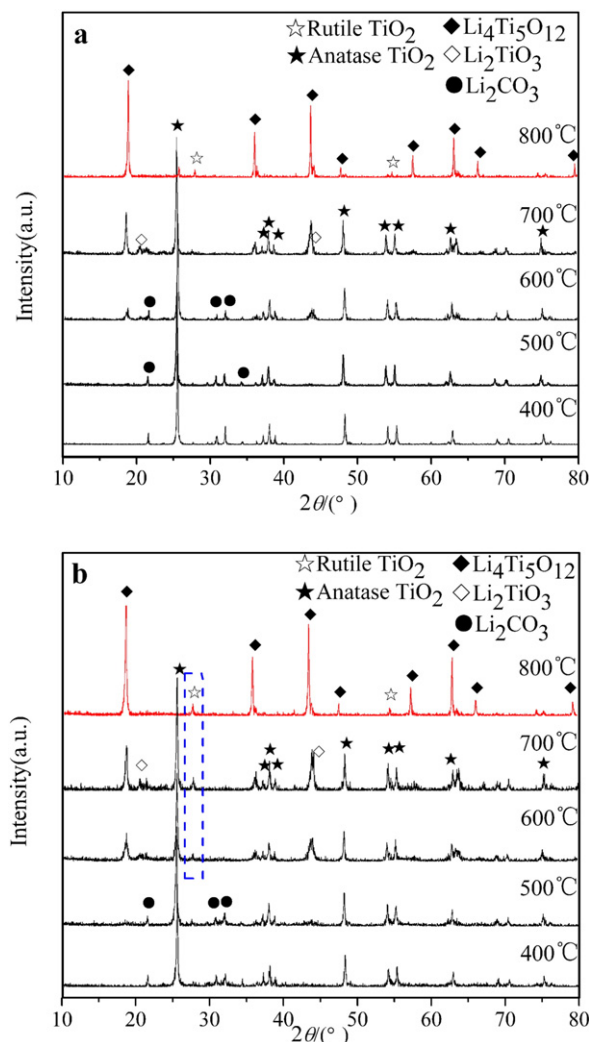 a
☆ Rutile TiO₂ ◆ Li₄Ti₅O₁₂
★ Anatase TiO₂ ◇ Li₂TiO₃
● Li₂CO₃
800℃
700℃
600℃
500℃
400℃
Intensity(a.u.)
10 20 30 40 50 60 70 80
2θ/(°)
b
☆ Rutile TiO₂ ◆ Li₄Ti₅O₁₂
★ Anatase TiO₂ ◇ Li₂TiO₃
● Li₂CO₃
800℃
700℃
600℃
500℃
400℃
Intensity(a.u.)
10 20 30 40 50 60 70 80
2θ/(°)